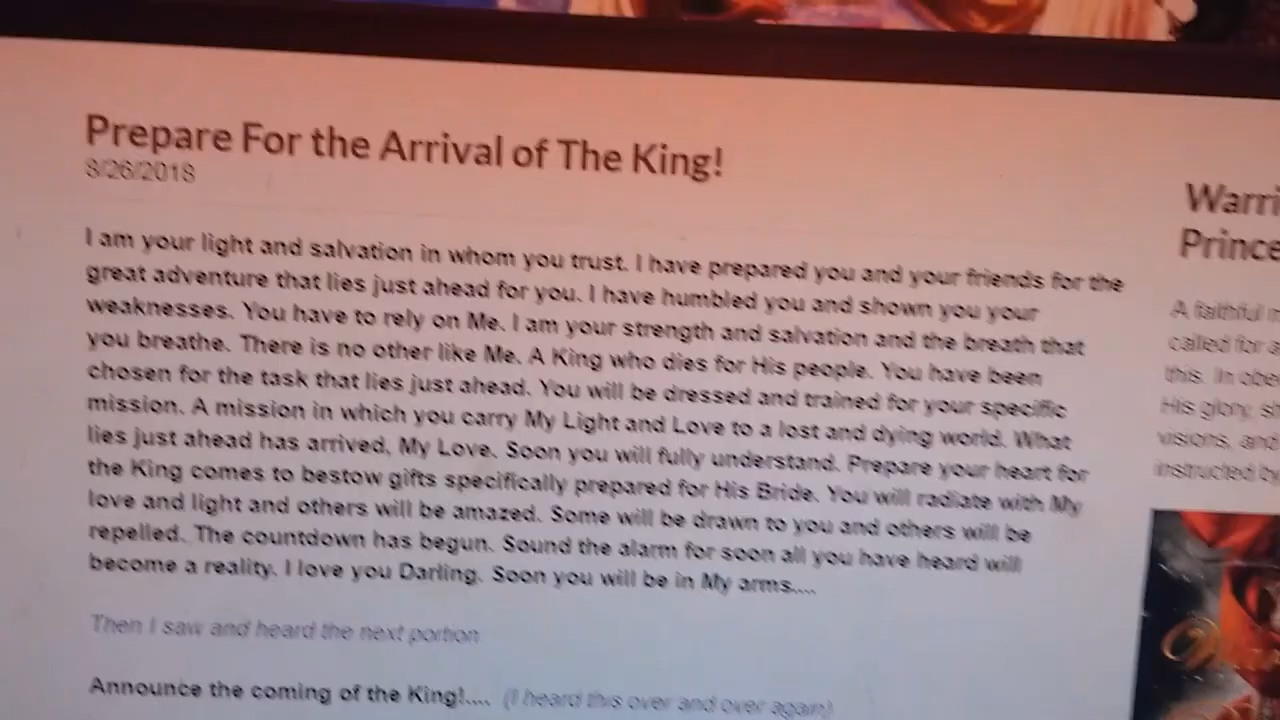 Prepare For the Arrival of The King!
8/26/2018
I am your light and salvation in whom you trust. I have prepared you and your friends for the
great adventure that lies just ahead for you. I have humbled you and shown you your
weaknesses. You have to rely on Me. I am your strength and salvation and the breath that
you breathe. There is no other like Me. A King who dies for His people. You have been
chosen for the task that lies just ahead. You will be dressed and trained for your specific
mission. A mission in which you carry My Light and Love to a lost and dying world. What
lies just ahead has arrived, My Love. Soon you will fully understand. Prepare your heart for
the King comes to bestow gifts specifically prepared for His Bride. You will radiate with My
love and light and others will be amazed. Some will be drawn to you and others will be
repelled. The countdown has begun. Sound the alarm for soon all you have heard will
become a reality. I love you Darling. Soon you will be in My arms....
Then I saw and heard the next portion
Announce the coming of the King!.... (I heard this over and over again)
Warri
Prince
A faithful
called for a
this. In obe
His glory, s
visions, and
instructed by